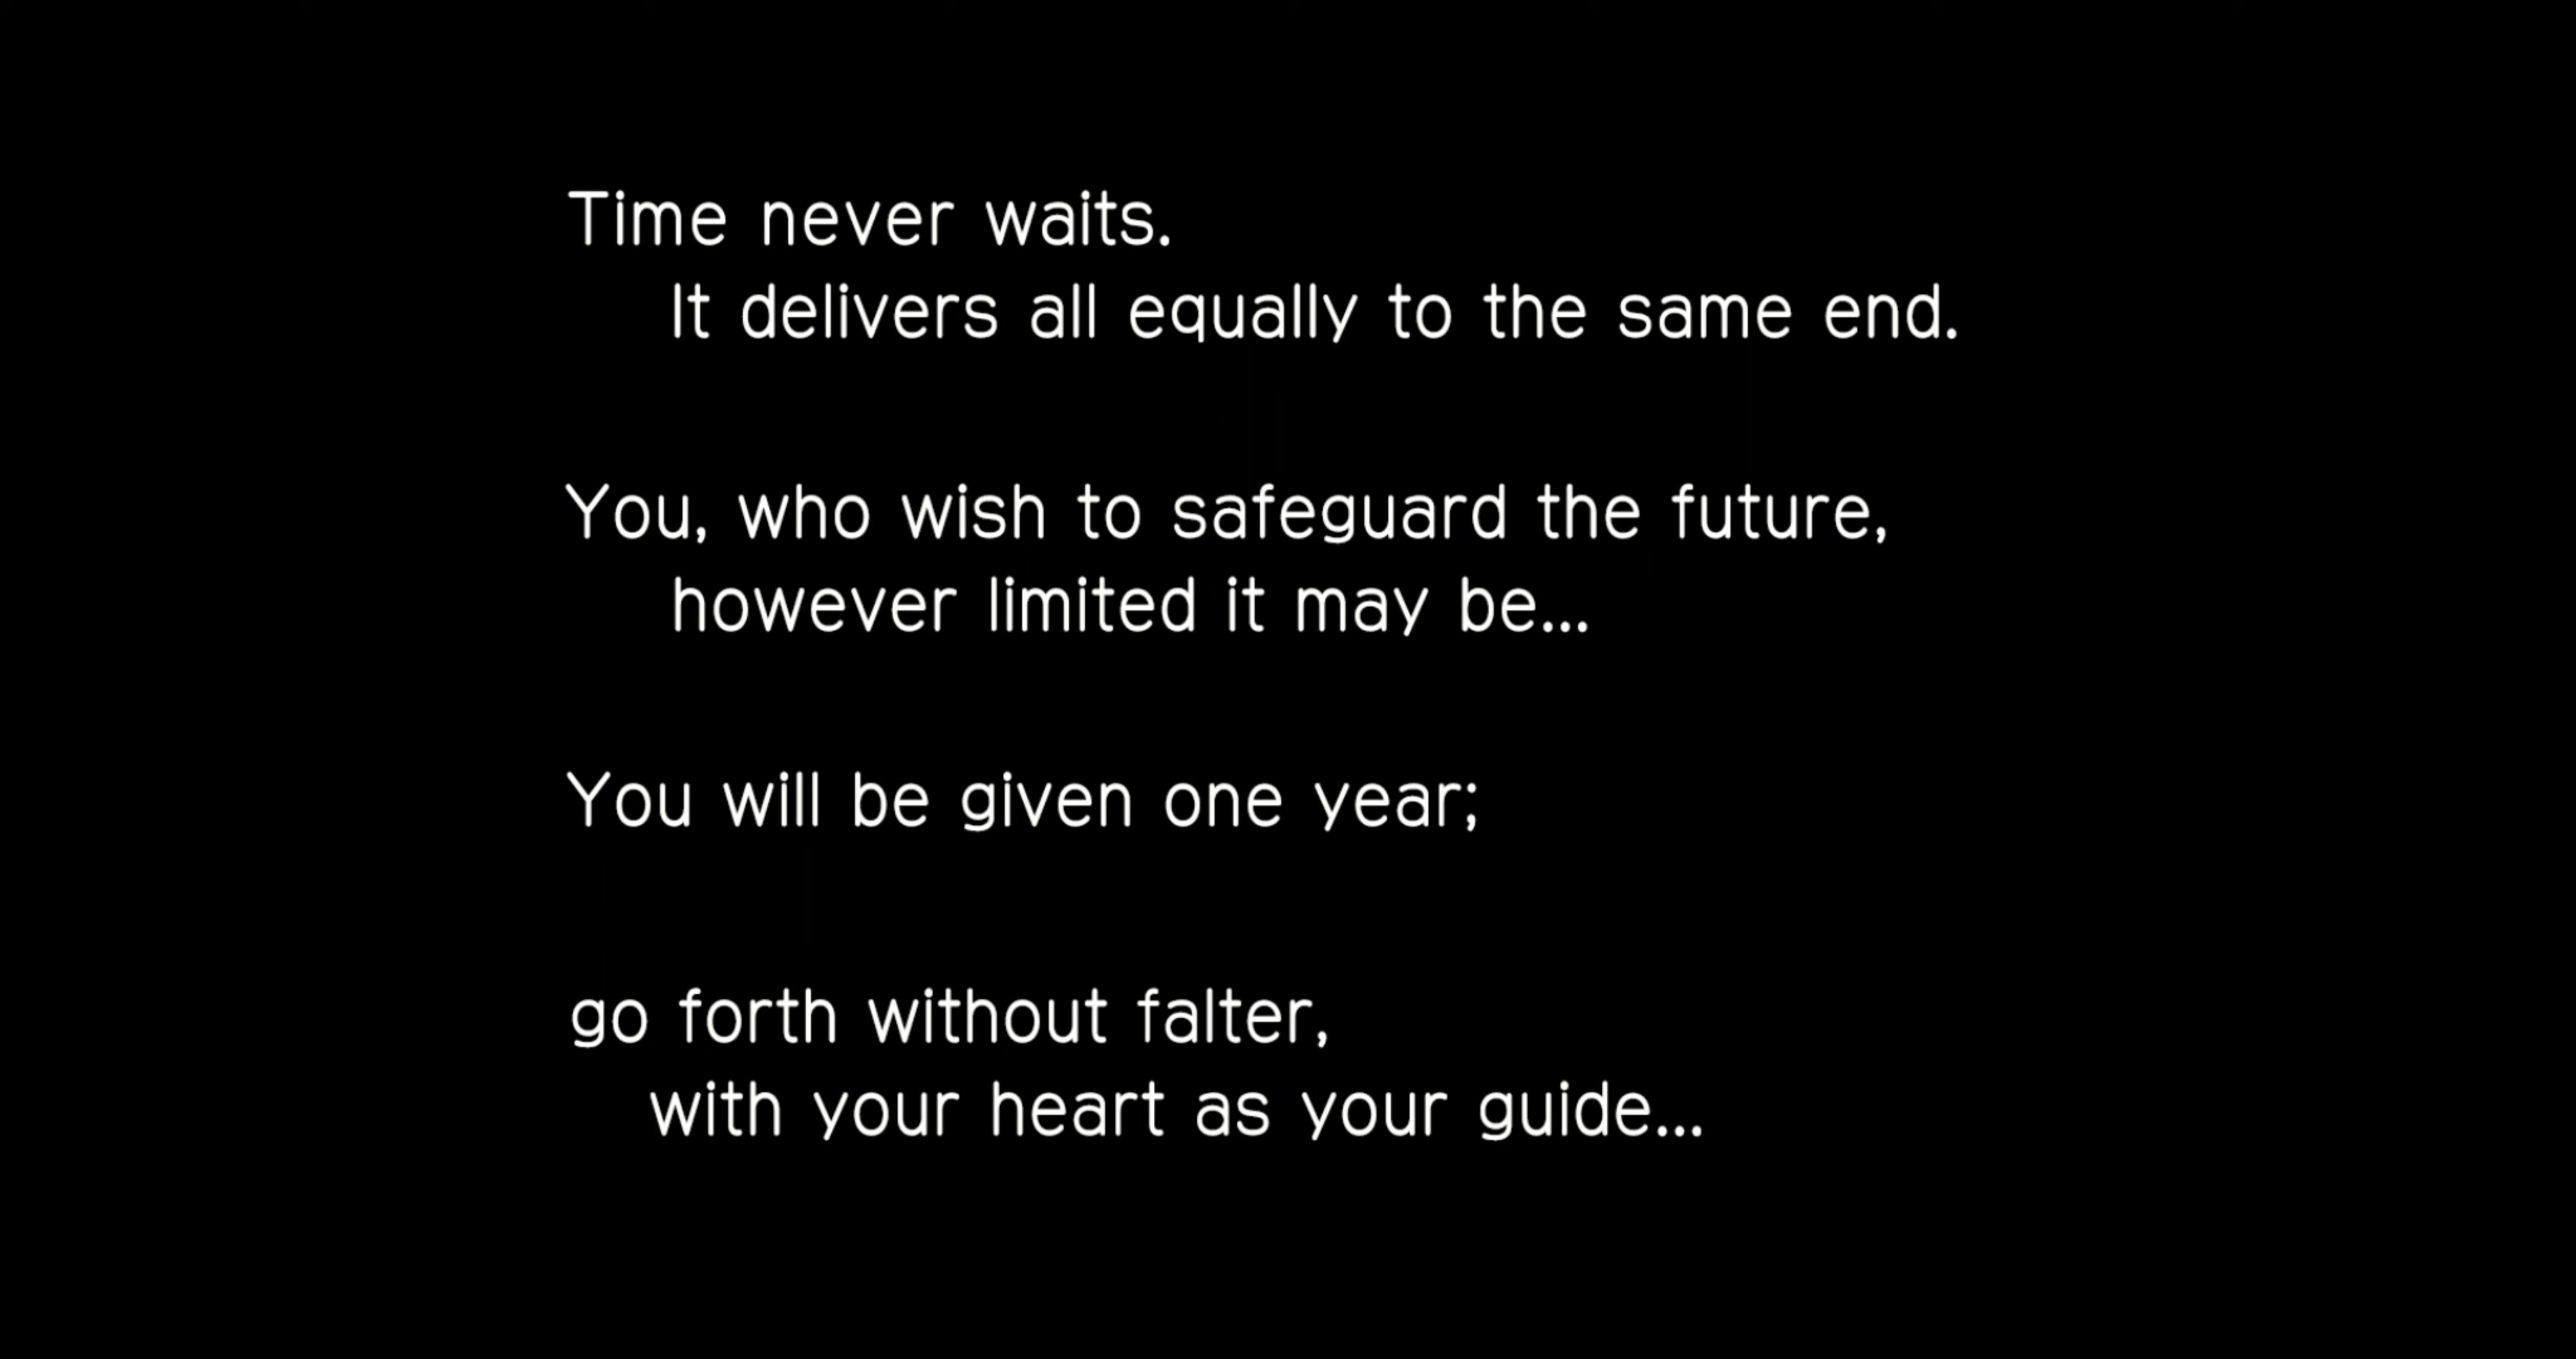 Time never waits.
It delivers all equally to the same end.
You, who wish to safeguard the future,
however limited it may be...
You will be given one year;
go forth without falter,
with your heart as your guide...